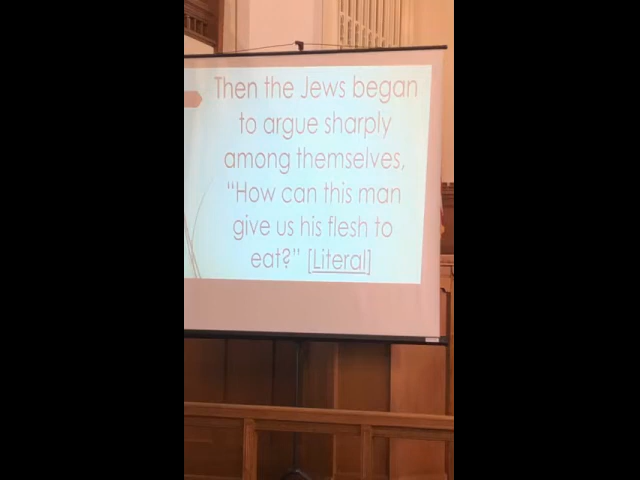 Then the Jews began
to argue sharply
among themselves,
“How can this man
give us his flesh to
eat?” [Literal]